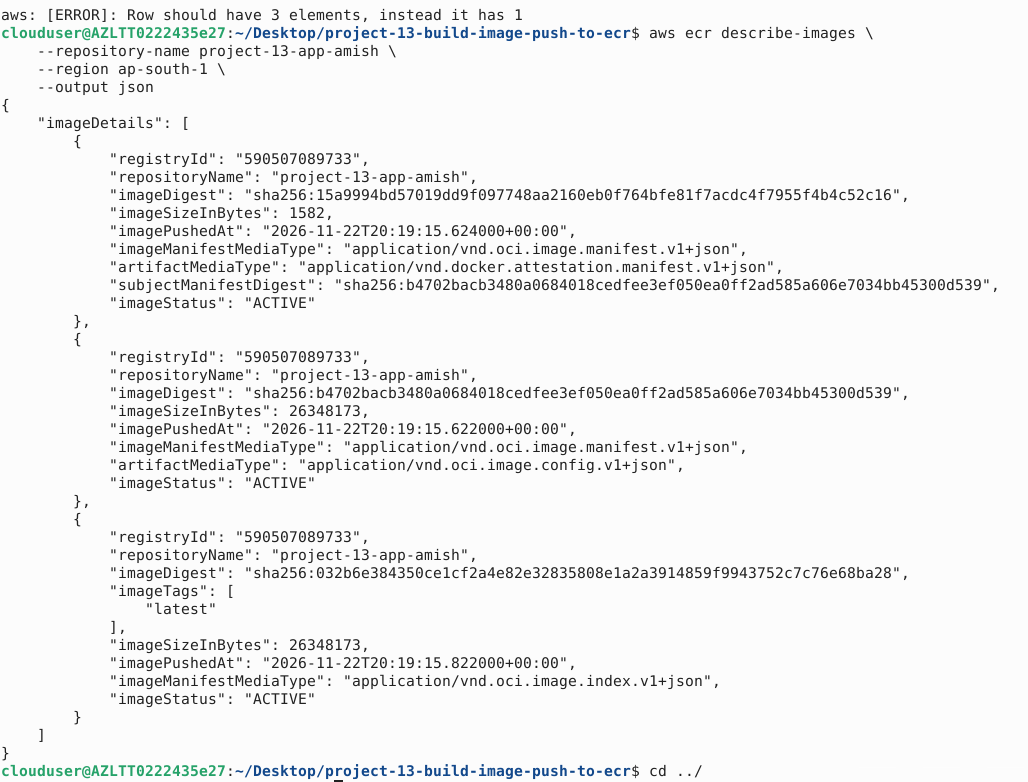 aws: [ERROR]: Row should have 3 elements, instead it has 1
clouduser@AZLTT0222435e27:~/Desktop/project-13-build-image-push-to-ecr$ aws ecr describe-images \
    --repository-name project-13-app-amish \
    --region ap-south-1 \
    --output json
{
    "imageDetails": [
        {
            "registryId": "590507089733",
            "repositoryName": "project-13-app-amish",
            "imageDigest": "sha256:15a9994bd57019dd9f097748aa2160eb0f764bfe81f7acdc4f7955f4b4c52c16",
            "imageSizeInBytes": 1582,
            "imagePushedAt": "2026-11-22T20:19:15.624000+00:00",
            "imageManifestMediaType": "application/vnd.oci.image.manifest.v1+json",
            "artifactMediaType": "application/vnd.docker.attestation.manifest.v1+json",
            "subjectManifestDigest": "sha256:b4702bacb3480a0684018cedfee3ef050ea0ff2ad585a606e7034bb45300d539",
            "imageStatus": "ACTIVE"
        },
        {
            "registryId": "590507089733",
            "repositoryName": "project-13-app-amish",
            "imageDigest": "sha256:b4702bacb3480a0684018cedfee3ef050ea0ff2ad585a606e7034bb45300d539",
            "imageSizeInBytes": 26348173,
            "imagePushedAt": "2026-11-22T20:19:15.622000+00:00",
            "imageManifestMediaType": "application/vnd.oci.image.manifest.v1+json",
            "artifactMediaType": "application/vnd.oci.image.config.v1+json",
            "imageStatus": "ACTIVE"
        },
        {
            "registryId": "590507089733",
            "repositoryName": "project-13-app-amish",
            "imageDigest": "sha256:032b6e384350ce1cf2a4e82e32835808e1a2a3914859f9943752c7c76e68ba28",
            "imageTags": [
                "latest"
            ],
            "imageSizeInBytes": 26348173,
            "imagePushedAt": "2026-11-22T20:19:15.822000+00:00",
            "imageManifestMediaType": "application/vnd.oci.image.index.v1+json",
            "imageStatus": "ACTIVE"
        }
    ]
}
clouduser@AZLTT0222435e27:~/Desktop/project-13-build-image-push-to-ecr$ cd ../